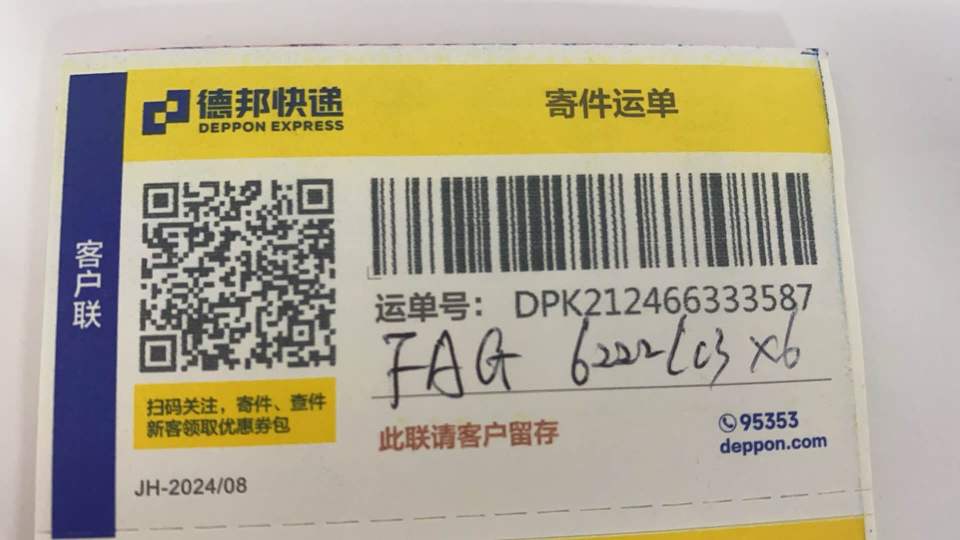 德邦快递
DEPPON EXPRESS
寄件运单
客户联
运单号： DPK212466333587
FAG 6222/C3 X6
扫码关注，寄件、查件
新客领取优惠券包
此联请客户留存
95353
deppon.com
JH-2024/08